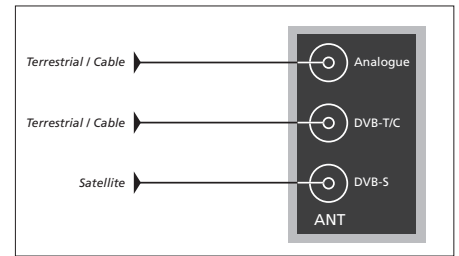 Terrestrial / Cable Analogue
Terrestrial / Cable DVB-T/C
Satellite DVB-S
ANT